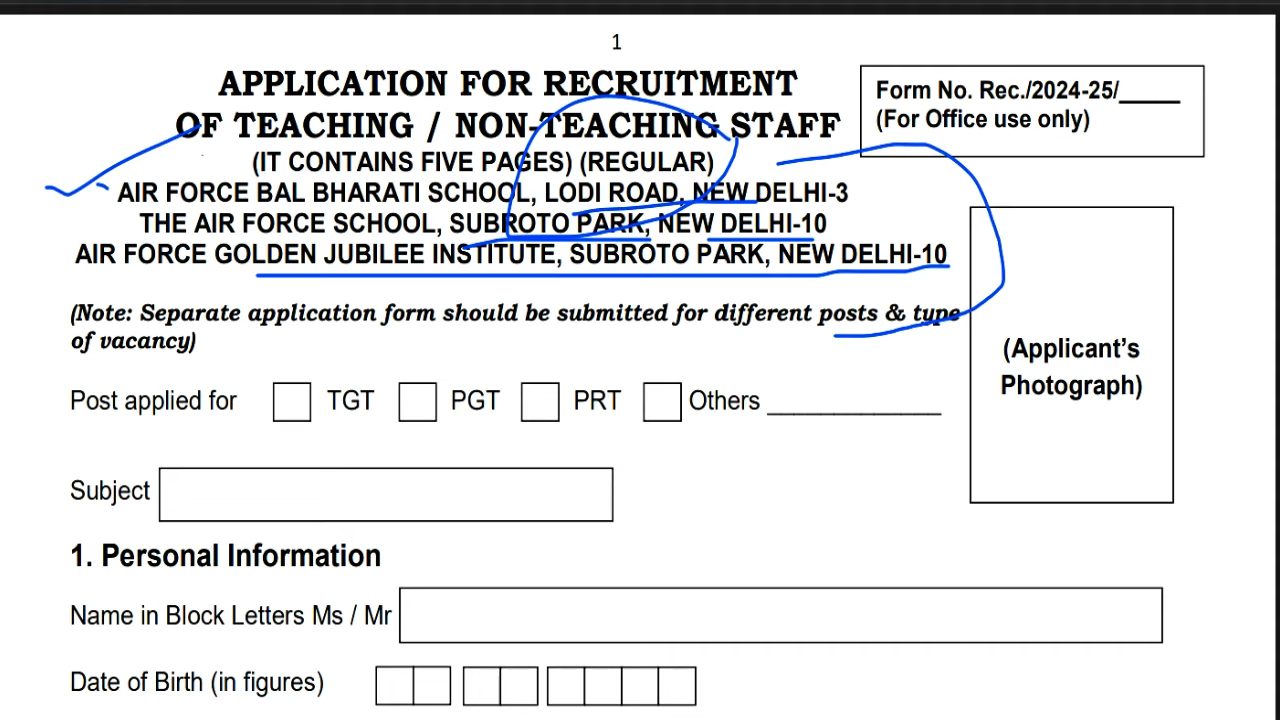 1
APPLICATION FOR RECRUITMENT
OF TEACHING / NON-TEACHING STAFF
(IT CONTAINS FIVE PAGES) (REGULAR)
AIR FORCE BAL BHARATI SCHOOL, LODI ROAD, NEW DELHI-3
THE AIR FORCE SCHOOL, SUBROTO PARK, NEW DELHI-10
AIR FORCE GOLDEN JUBILEE INSTITUTE, SUBROTO PARK, NEW DELHI-10
Form No. Rec./2024-25/_____
(For Office use only)
(Note: Separate application form should be submitted for different posts & type
of vacancy)
(Applicant's
Photograph)
Post applied for TGT PGT PRT Others ____________
Subject
1. Personal Information
Name in Block Letters Ms / Mr
Date of Birth (in figures)